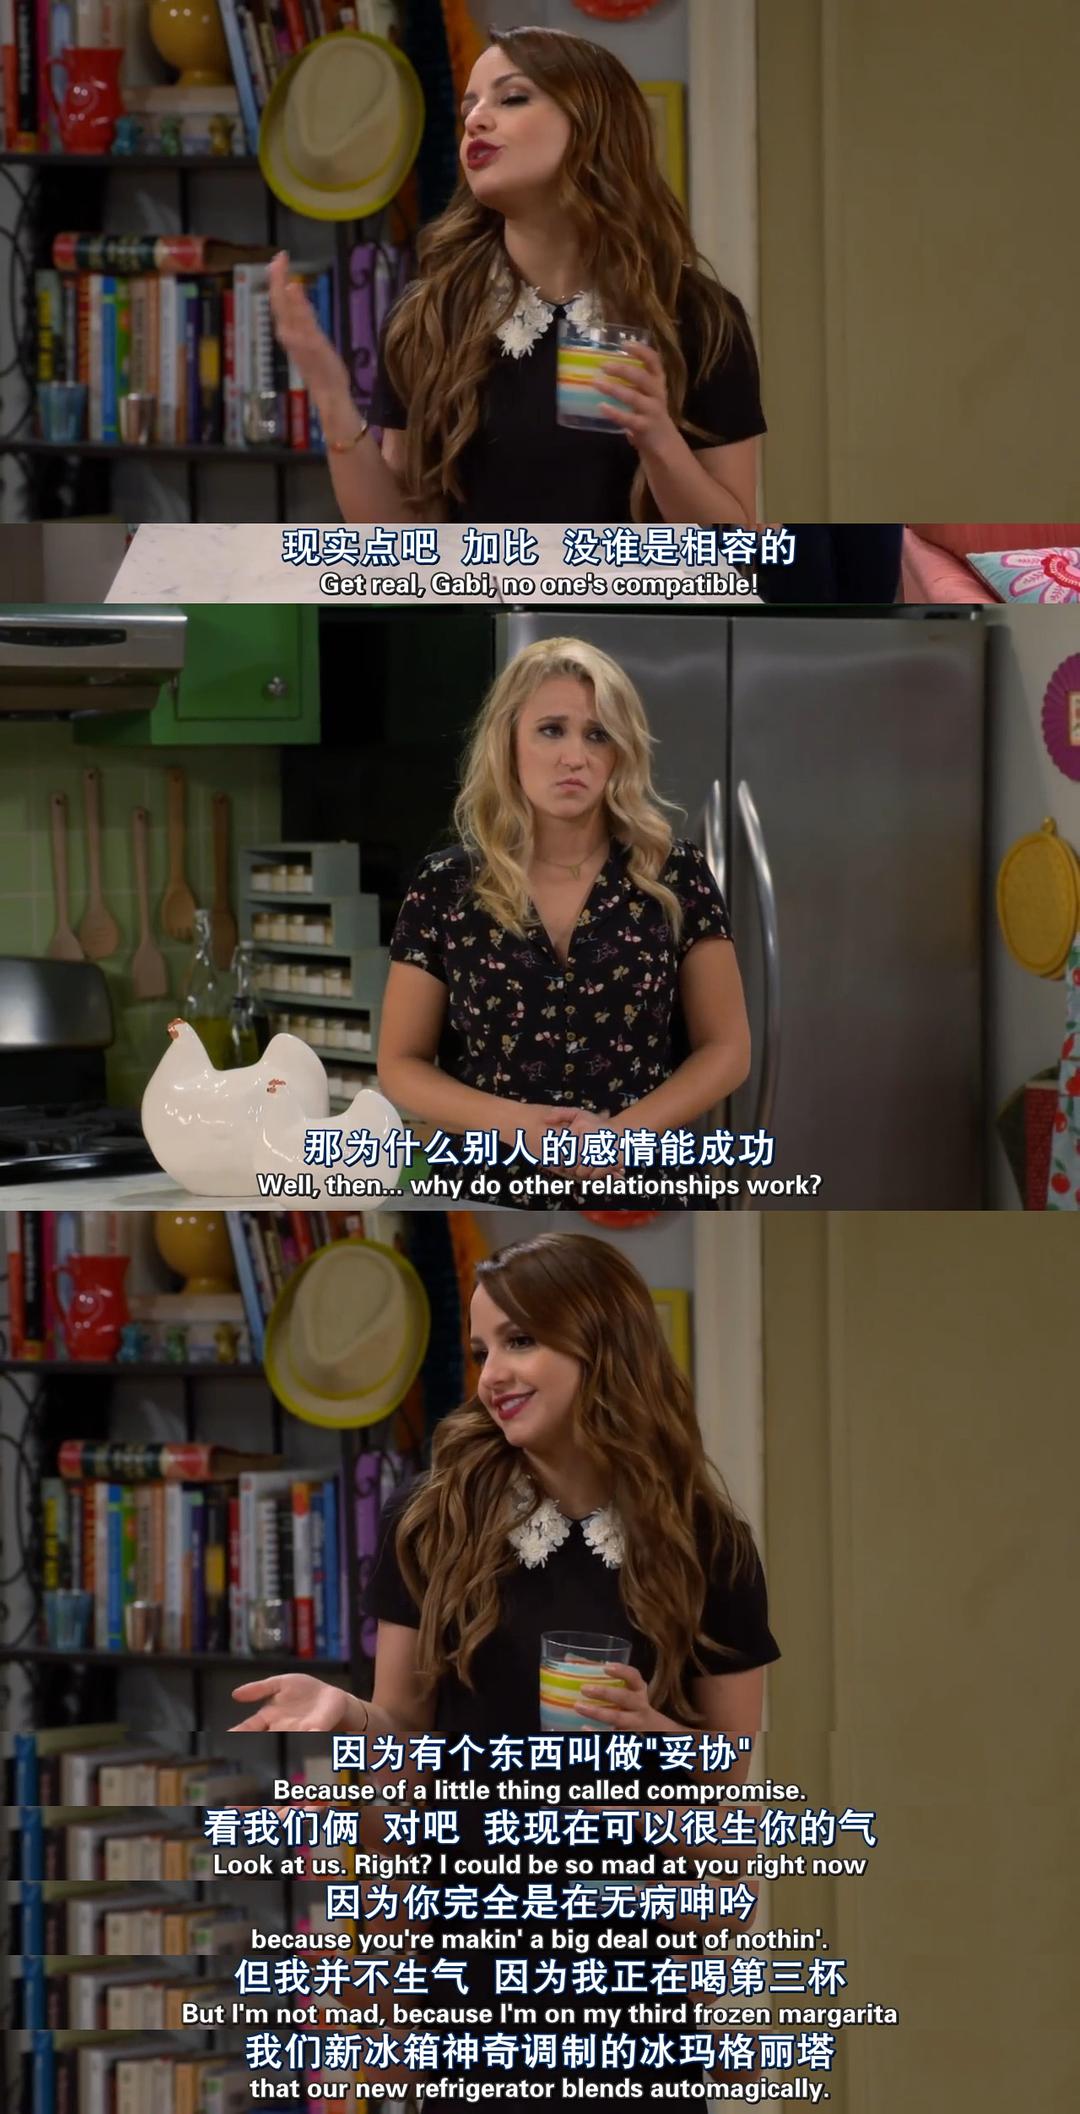 现实点吧 加比 没谁是相容的
Get real, Gabi, no one's compatible!
那为什么别人的感情能成功
Well, then... why do other relationships work?
因为有个东西叫做"妥协"
Because of a little thing called compromise.
看我们俩 对吧 我现在可以很生你的气
Look at us. Right? I could be so mad at you right now
因为你完全是在无病呻吟
because you're makin' a big deal out of nothin'.
但我并不生气 因为我正在喝第三杯
But I'm not mad, because I'm on my third frozen margarita
我们新冰箱神奇调制的冰玛格丽塔
that our new refrigerator blends automagically.